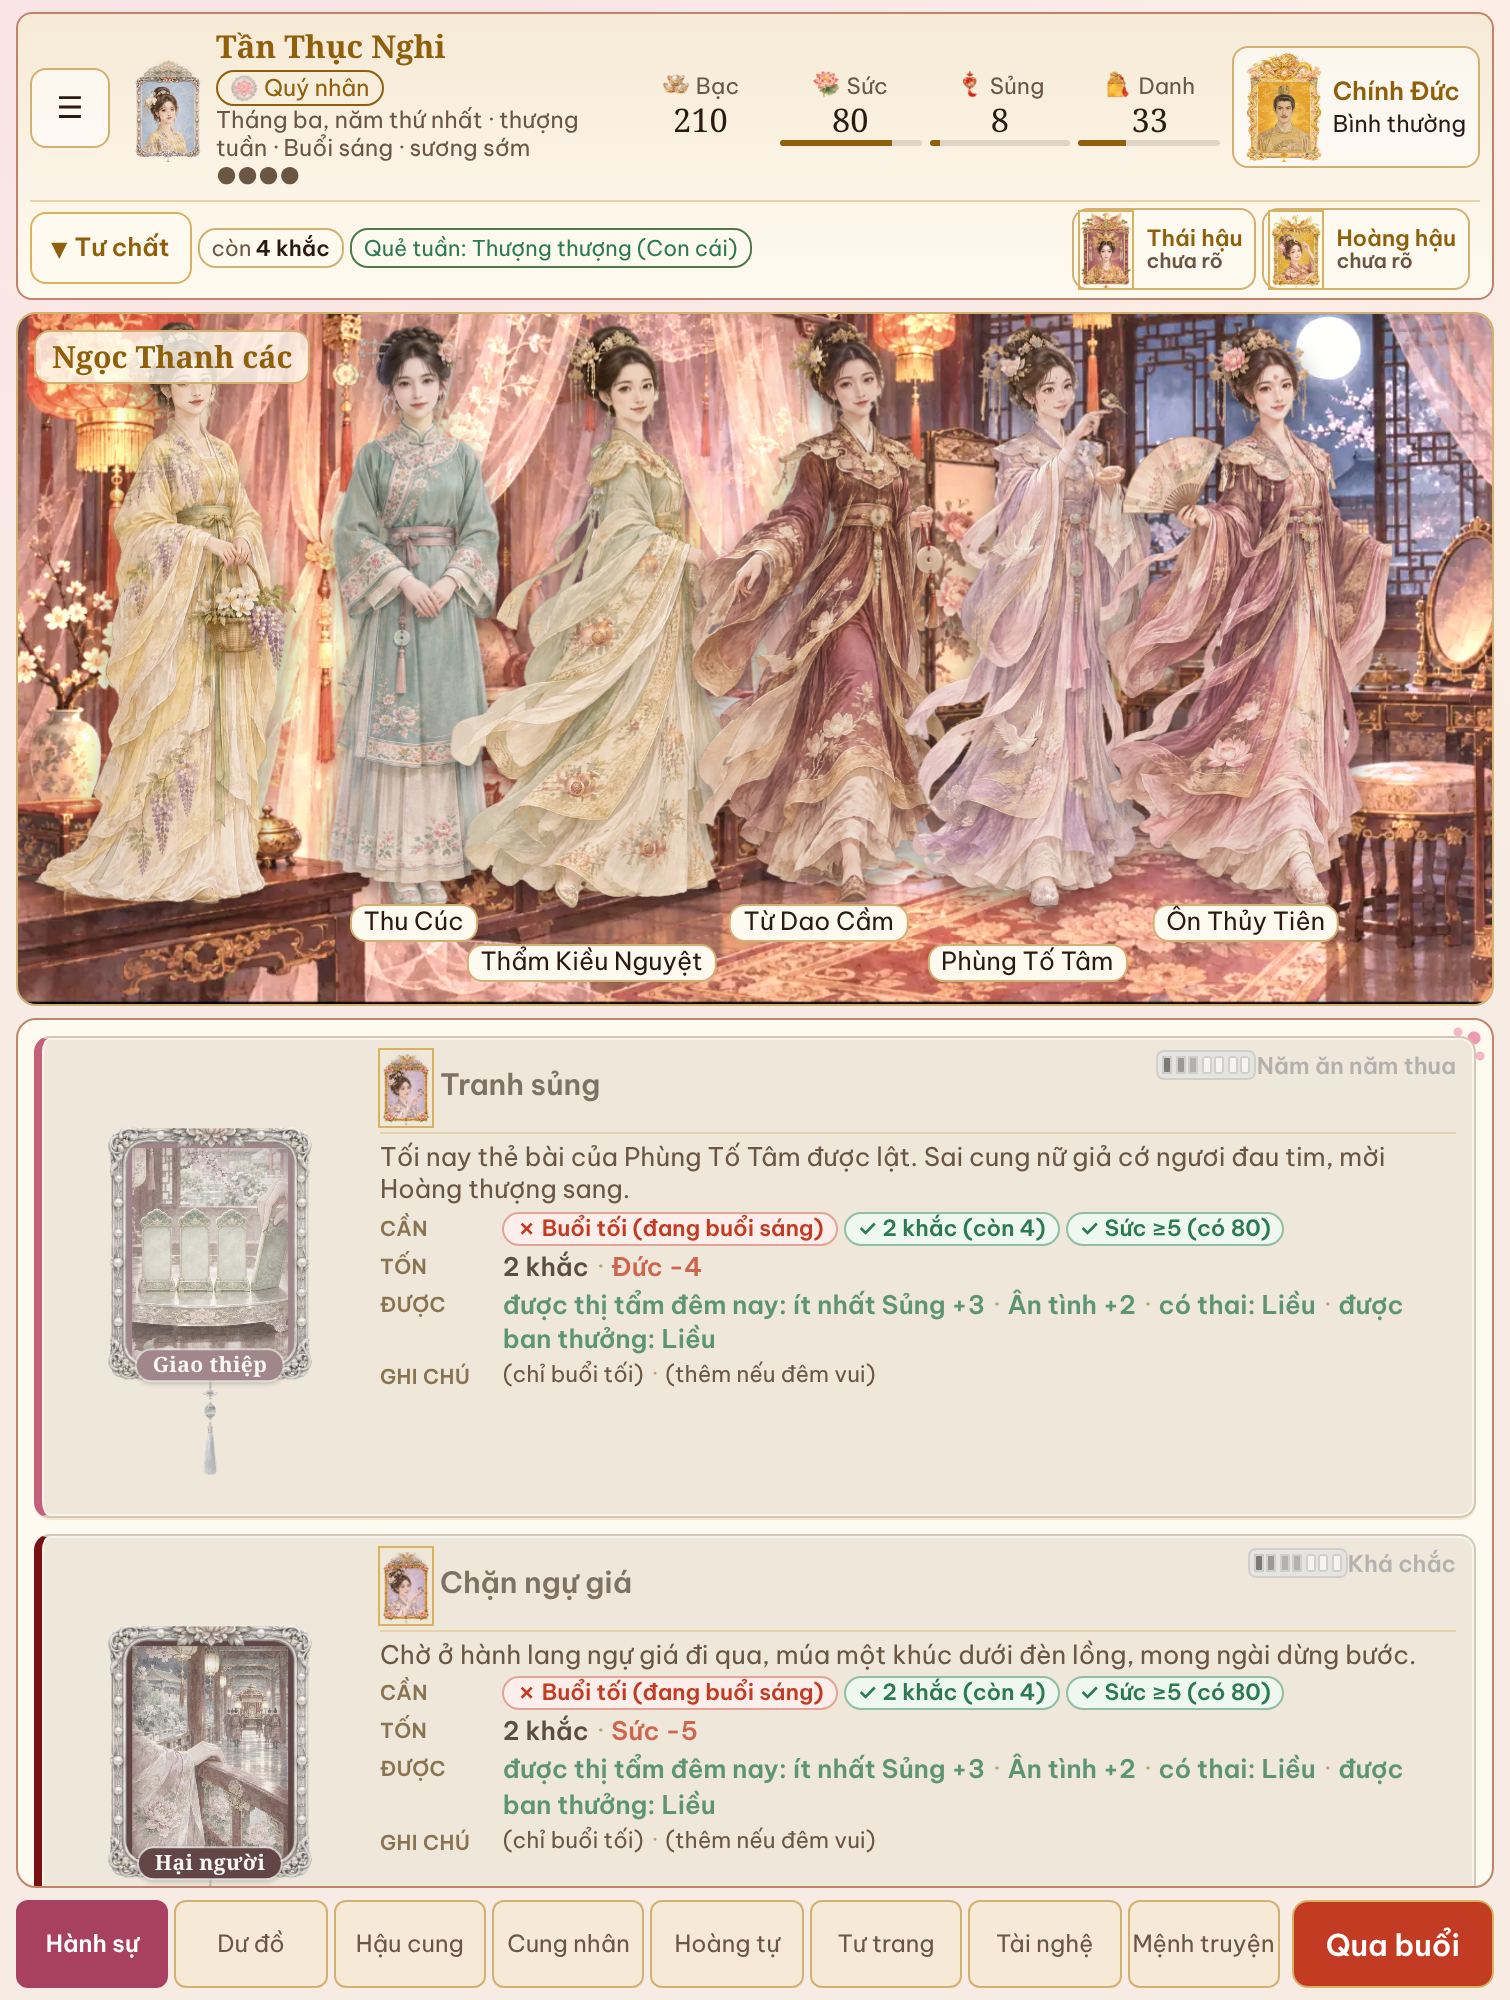 Tần Thục Nghi
Quý nhân
Tháng ba, năm thứ nhất · thượng
tuần · Buổi sáng · sương sớm
Bạc
210
Sức
80
Sủng
8
Danh
33
Chính Đức
Bình thường
▼ Tư chất
còn 4 khắc
Quẻ tuần: Thượng thượng (Con cái)
Thái hậu
chưa rõ
Hoàng hậu
chưa rõ
Ngọc Thanh các
Thu Cúc
Từ Dao Cầm
Ôn Thủy Tiên
Thẩm Kiều Nguyệt
Phùng Tố Tâm
Tranh sủng
Năm ăn năm thua
Tối nay thẻ bài của Phùng Tố Tâm được lật. Sai cung nữ giả cớ ngươi đau tim, mời
Hoàng thượng sang.
CẦN
× Buổi tối (đang buổi sáng)
✓ 2 khắc (còn 4)
✓ Sức ≥5 (có 80)
TỐN
2 khắc · Đức -4
ĐƯỢC
được thị tẩm đêm nay: ít nhất Sủng +3 · Ân tình +2 · có thai: Liều · được
ban thưởng: Liều
GHI CHÚ
(chỉ buổi tối) · (thêm nếu đêm vui)
Giao thiệp
Chặn ngự giá
Khá chắc
Chờ ở hành lang ngự giá đi qua, múa một khúc dưới đèn lồng, mong ngài dừng bước.
CẦN
× Buổi tối (đang buổi sáng)
✓ 2 khắc (còn 4)
✓ Sức ≥5 (có 80)
TỐN
2 khắc · Sức -5
ĐƯỢC
được thị tẩm đêm nay: ít nhất Sủng +3 · Ân tình +2 · có thai: Liều · được
ban thưởng: Liều
GHI CHÚ
(chỉ buổi tối) · (thêm nếu đêm vui)
Hại người
Hành sự
Dư đồ
Hậu cung
Cung nhân
Hoàng tự
Tư trang
Tài nghệ
Mệnh truyện
Qua buổi